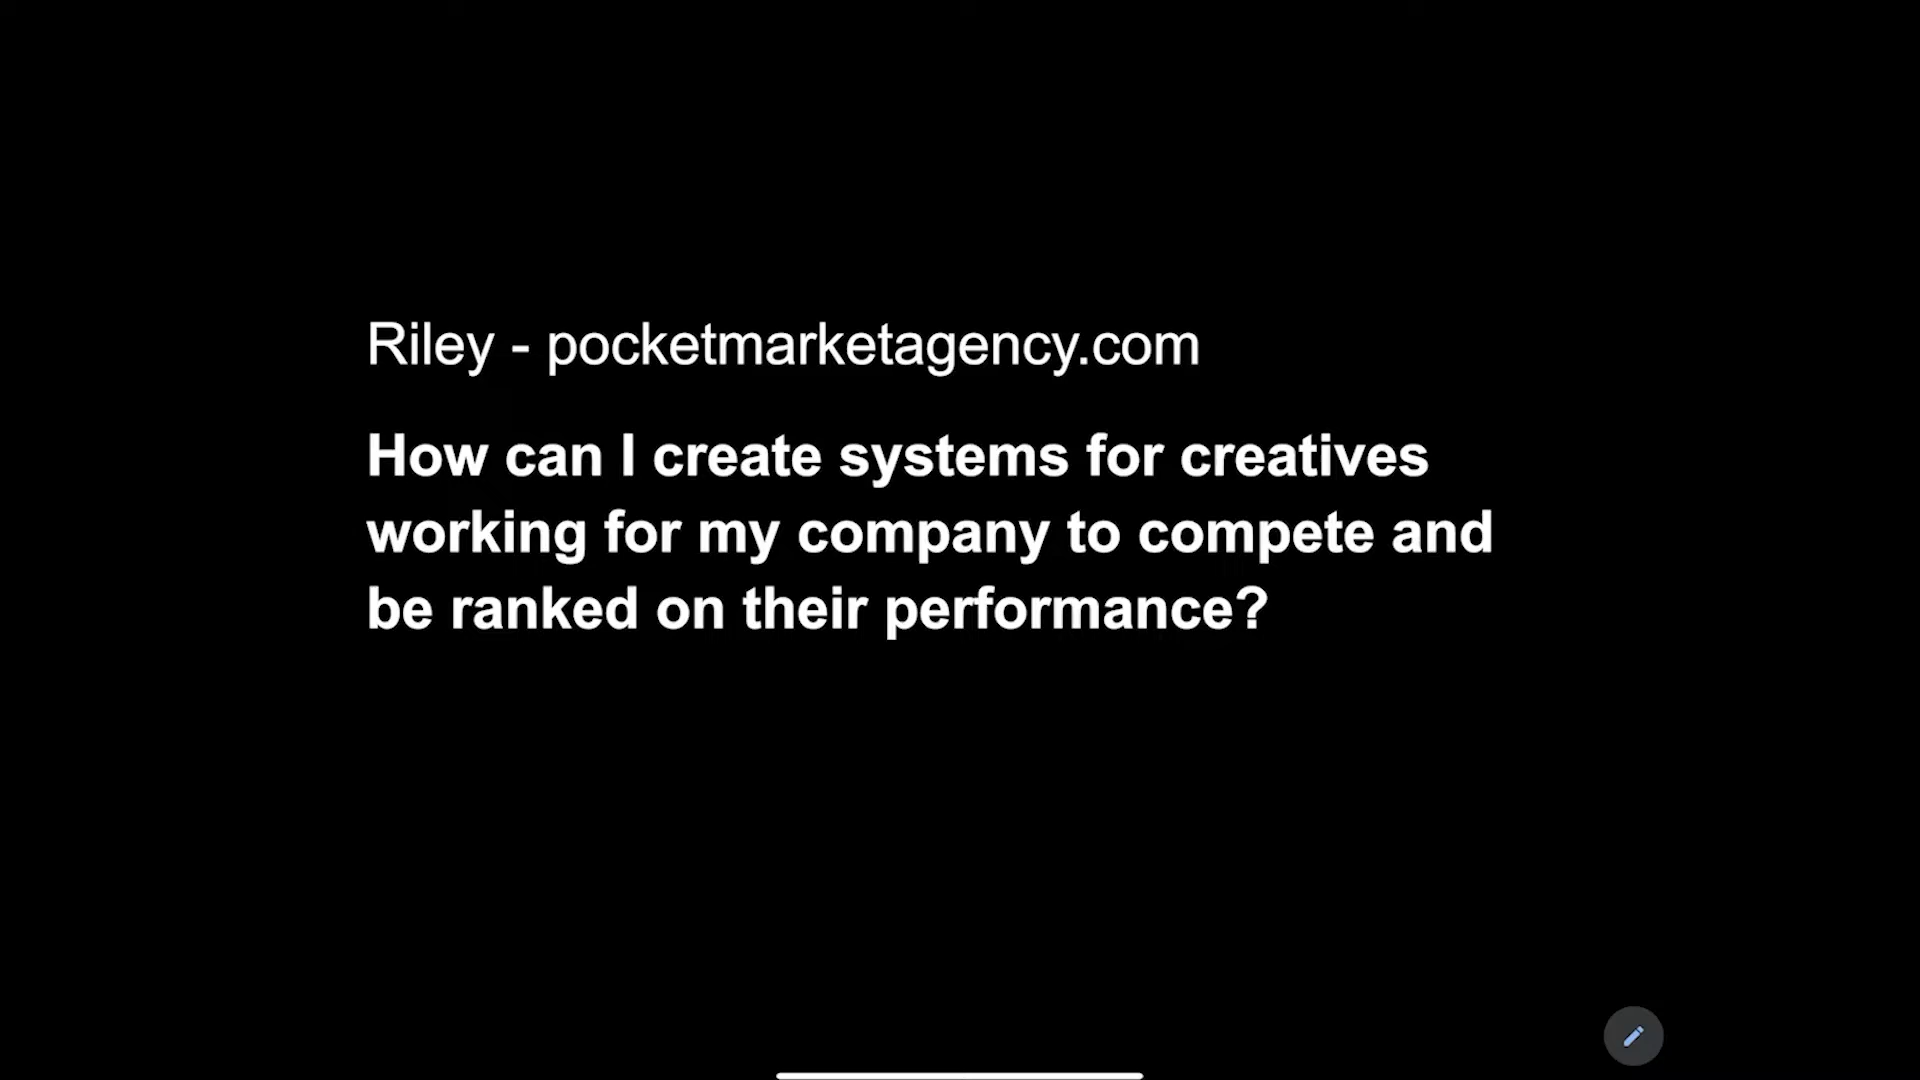 Riley - pocketmarketagency.com
How can I create systems for creatives
working for my company to compete and
be ranked on their performance?